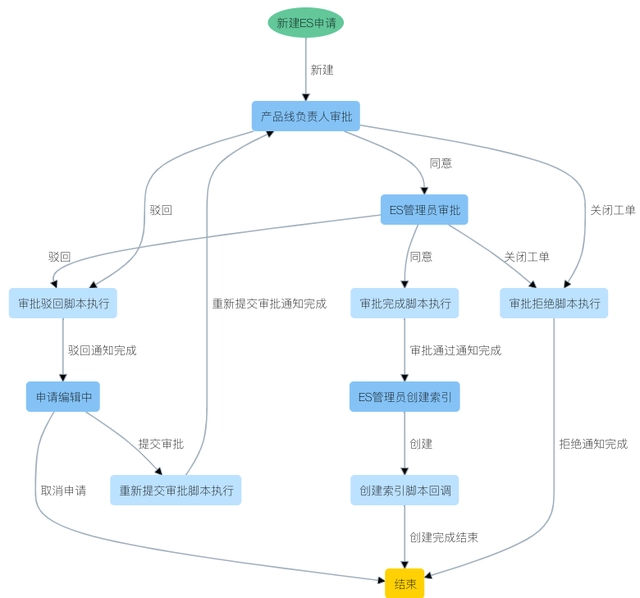 新建ES申请
新建
产品线负责人审批
同意
驳回
ES管理员审批
关闭工单
驳回
同意
关闭工单
审批驳回脚本执行
重新提交审批通知完成
审批完成脚本执行
审批拒绝脚本执行
驳回通知完成
审批通过通知完成
申请编辑中
ES管理员创建索引
提交审批
创建
拒绝通知完成
取消申请
重新提交审批脚本执行
创建索引脚本回调
创建完成结束
结束